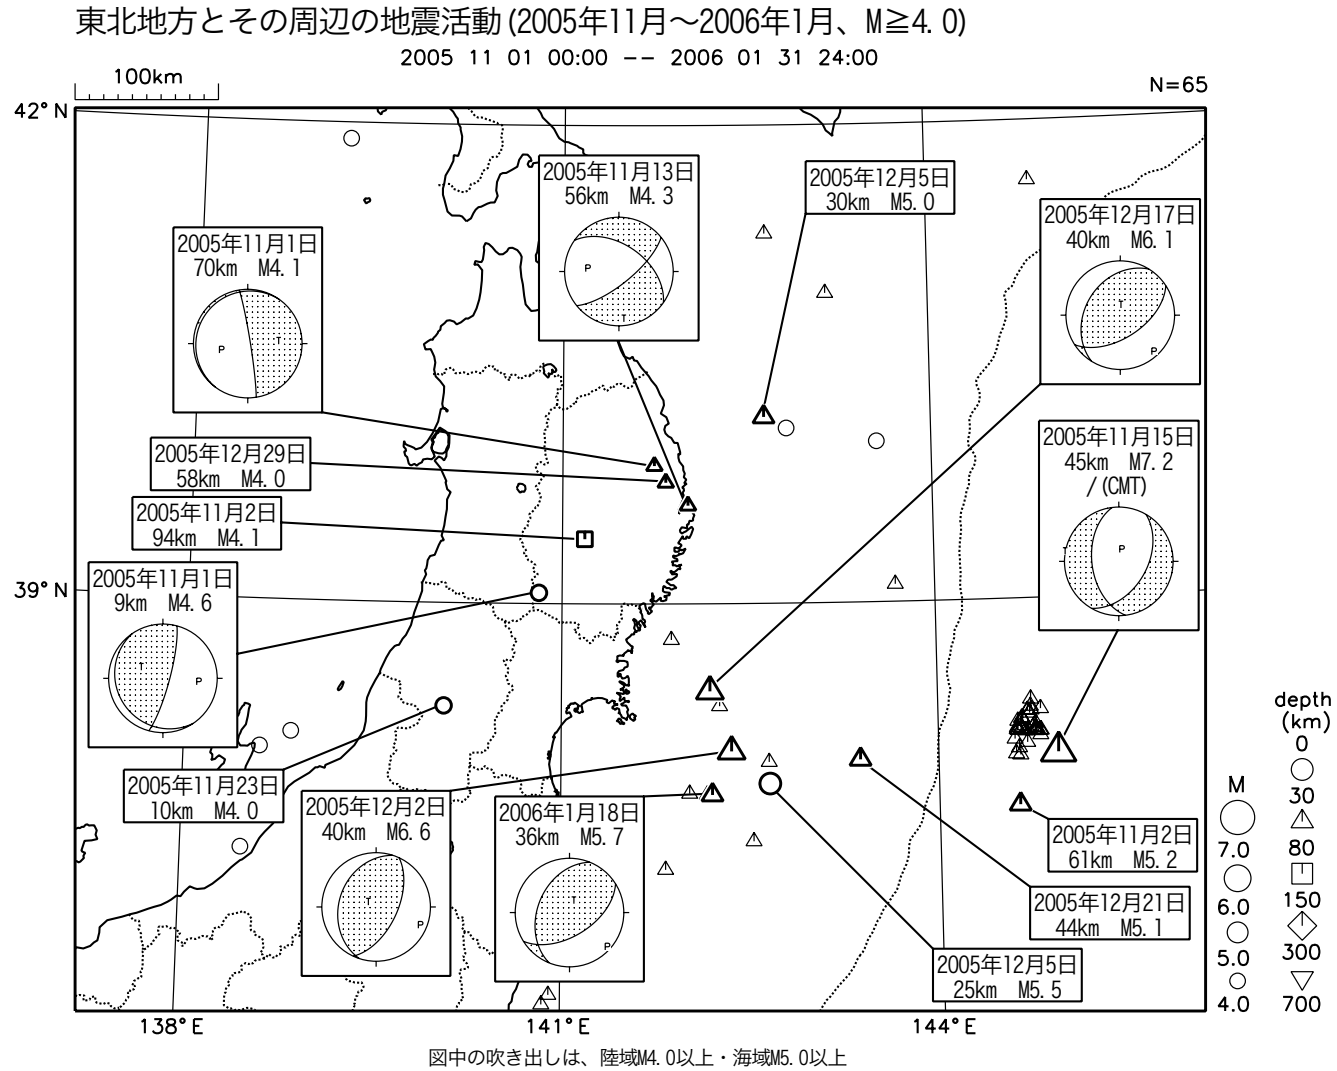 東北地方とその周辺の地震活動(2005年11月～2006年1月、M≧4.0)
2005 11 01 00:00 -- 2006 01 31 24:00
100km
N=65
42°N
2005年11月13日
56km M4.3
P
T
2005年12月5日
30km M5.0
2005年12月17日
40km M6.1
T
P
2005年11月1日
70km M4.1
P
T
2005年11月15日
45km M7.2
/(CMT)
P
2005年12月29日
58km M4.0
2005年11月2日
94km M4.1
39°N
2005年11月1日
9km M4.6
T
P
2005年11月23日
10km M4.0
2005年12月2日
40km M6.6
T
P
2006年1月18日
36km M5.7
T
P
2005年11月2日
61km M5.2
2005年12月21日
44km M5.1
2005年12月5日
25km M5.5
M
7.0
6.0
5.0
4.0
depth
(km)
0
30
80
150
300
700
138°E
141°E
144°E
図中の吹き出しは、陸域M4.0以上・海域M5.0以上